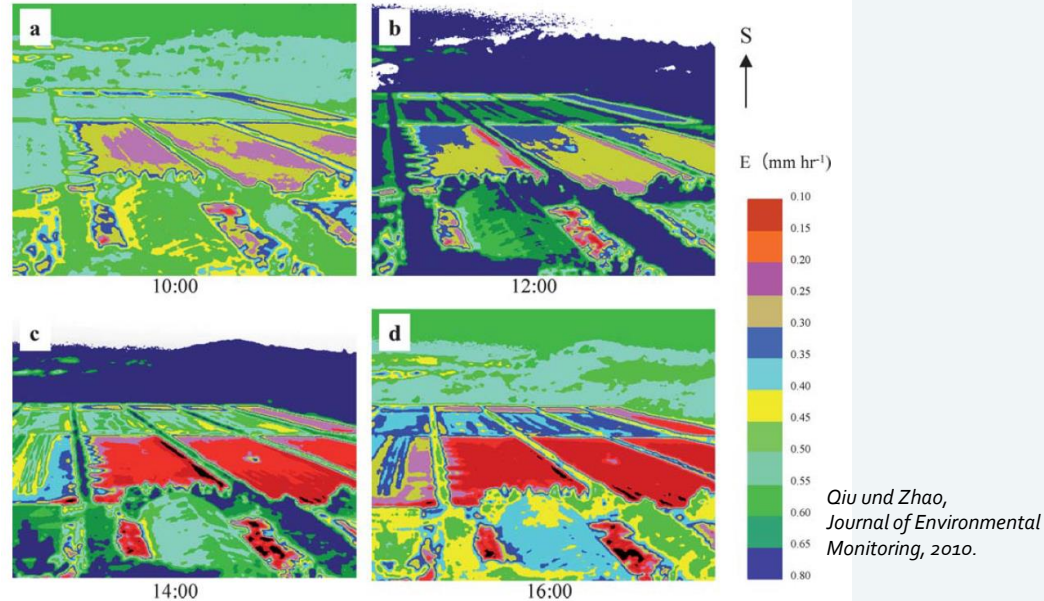 a
b
S
10:00
12:00
E (mm hr-1)
0.10
0.15
0.20
0.25
0.30
0.35
0.40
0.45
0.50
0.55
0.60
0.65
0.80
c
d
14:00
16:00
Qiu und Zhao,
Journal of Environmental
Monitoring, 2010.